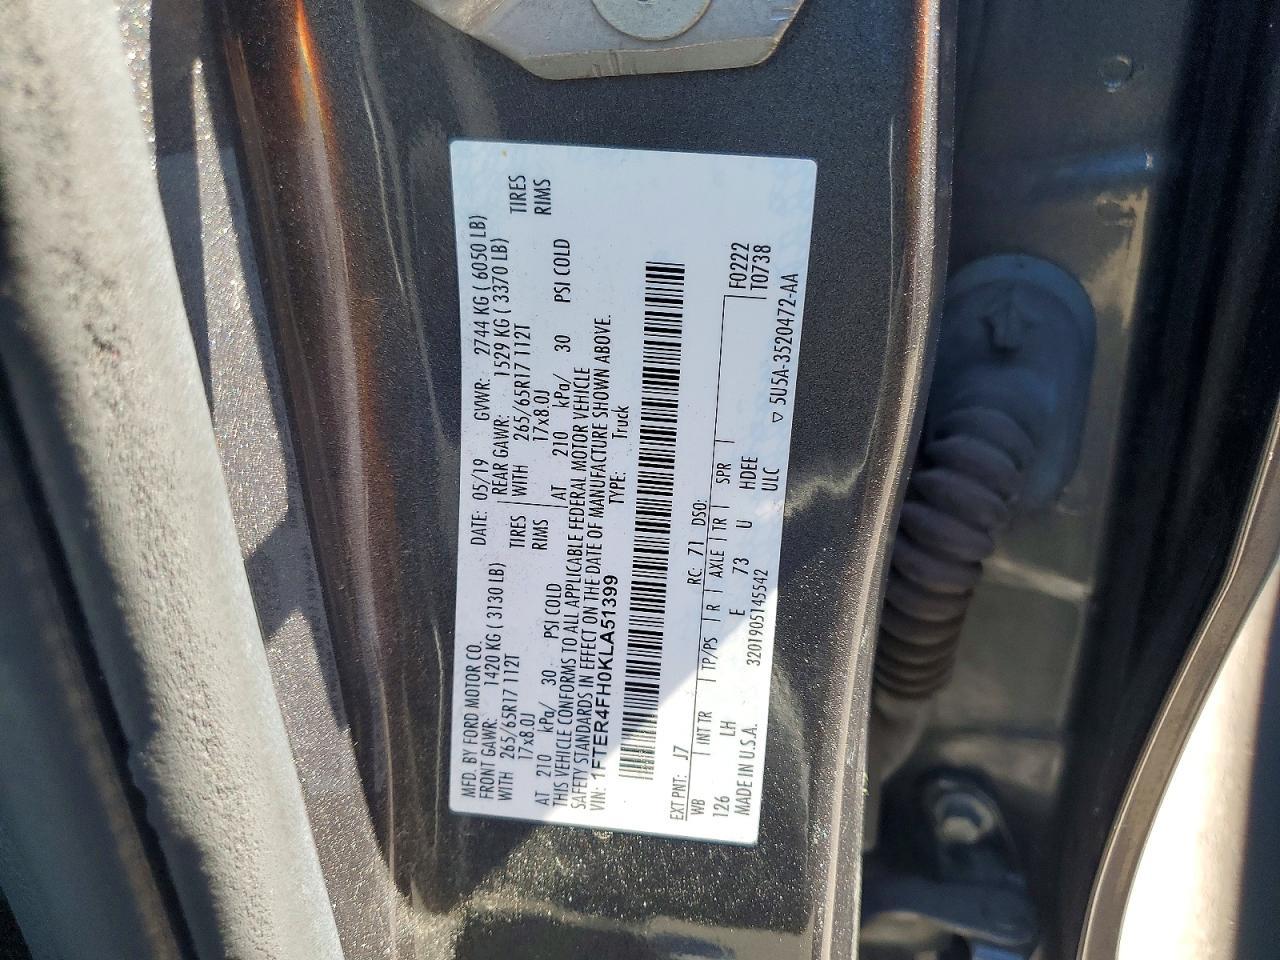 MFD. BY FORD MOTOR CO.
DATE: 05/19 GVWR: 2744 KG ( 6050 LB)
FRONT GAWR: 1420 KG ( 3130 LB) REAR GAWR: 1529 KG ( 3370 LB)
WITH 265/65R17 112T TIRES WITH 265/65R17 112T TIRES
17x8.0J RIMS 17x8.0J RIMS
AT 210 kPa/ 30 PSI COLD AT 210 kPa/ 30 PSI COLD
THIS VEHICLE CONFORMS TO ALL APPLICABLE FEDERAL MOTOR VEHICLE
SAFETY STANDARDS IN EFFECT ON THE DATE OF MANUFACTURE SHOWN ABOVE.
VIN: 1FTER4FH0KLA51399 TYPE: Truck
EXT PNT: J7 RC: 71 DSO:
WB INT TR TP/PS R AXLE TR SPR F0222
126 LH E 73 U HDEE T0738
MADE IN U.S.A. 3201905145542 ULC
▽ 5U5A-3520472-AA